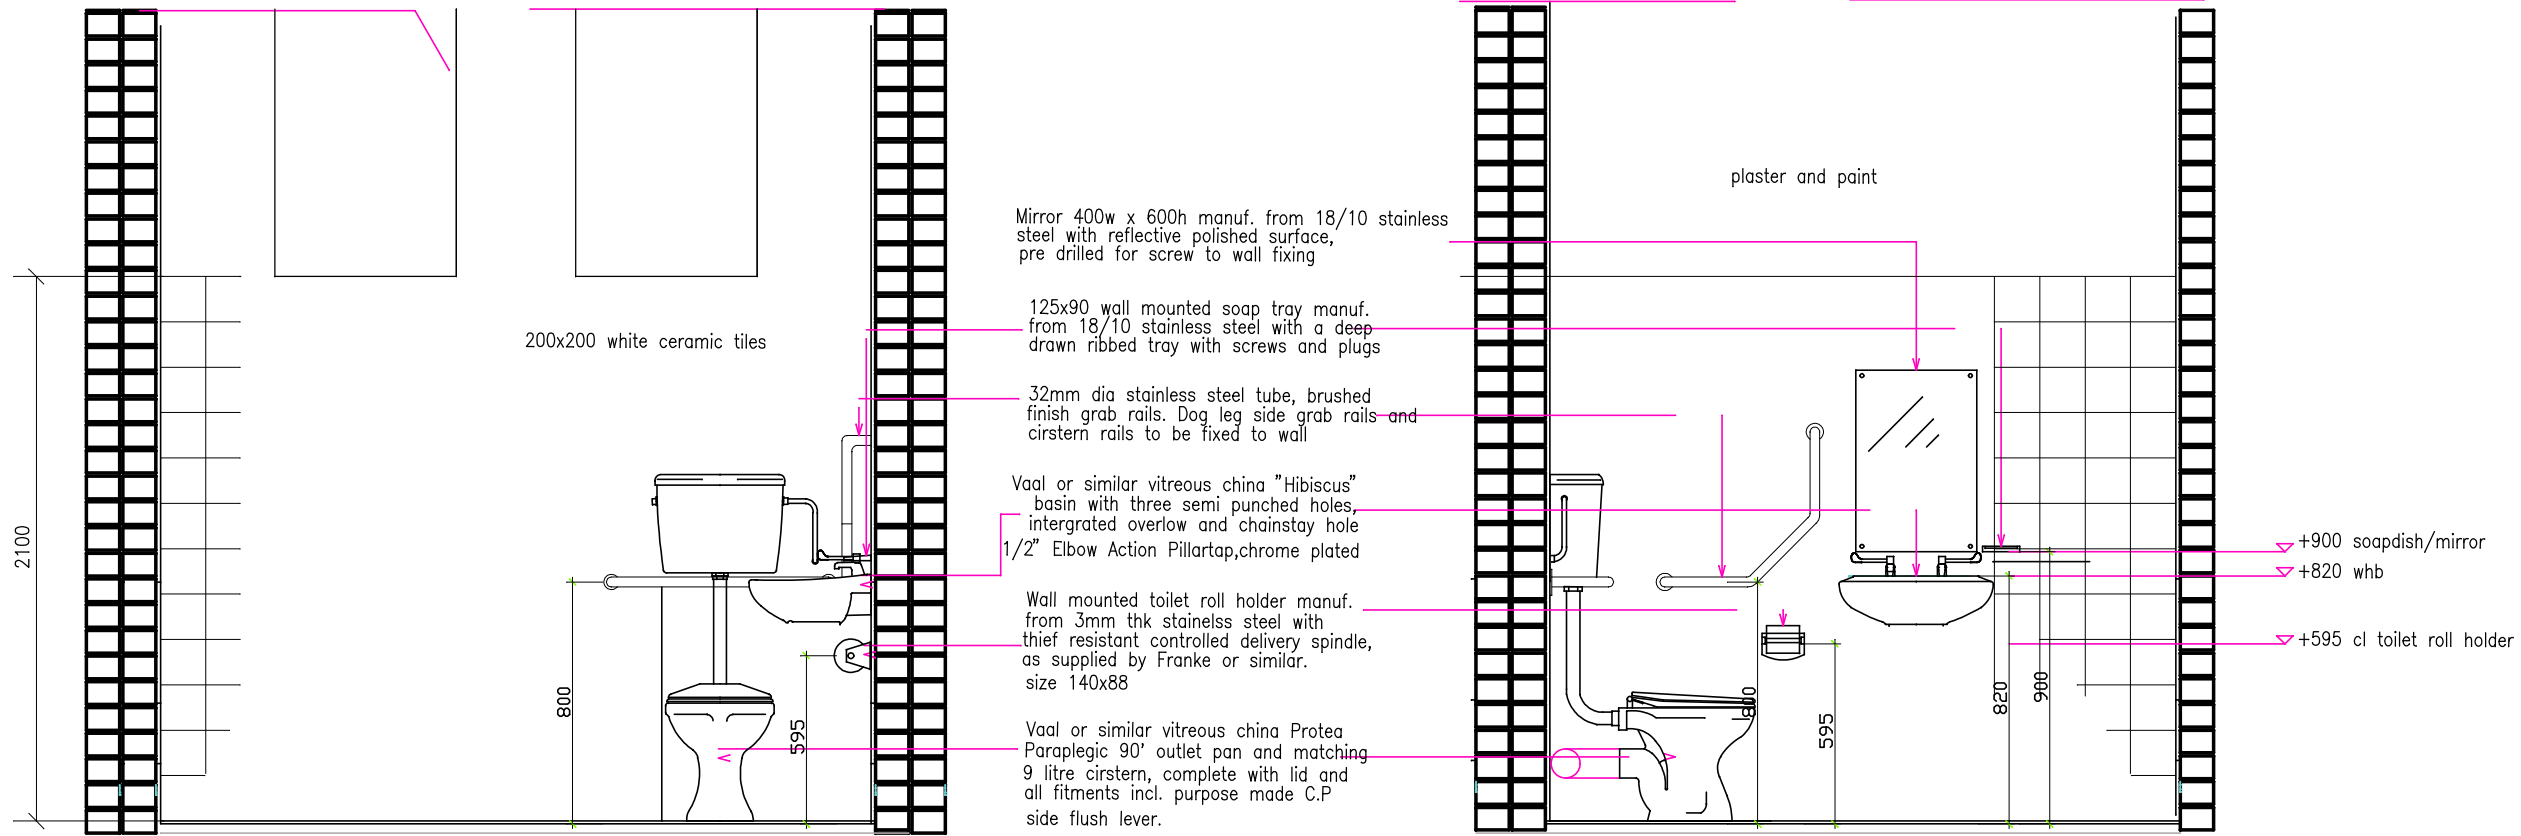 plaster and paint
Mirror 400w x 600h manuf. from 18/10 stainless
steel with reflective polished surface,
pre drilled for screw to wall fixing
200x200 white ceramic tiles
125x90 wall mounted soap tray manuf.
from 18/10 stainless steel with a deep
drawn ribbed tray with screws and plugs
32mm dia stainless steel tube, brushed
finish grab rails. Dog leg side grab rails and
cirstern rails to be fixed to wall
Vaal or similar vitreous china "Hibiscus"
basin with three semi punched holes,
intergrated overlow and chainstay hole
1/2" Elbow Action Pillartap,chrome plated
Wall mounted toilet roll holder manuf.
from 3mm thk stainelss steel with
thief resistant controlled delivery spindle,
as supplied by Franke or similar.
size 140x88
Vaal or similar vitreous china Protea
Paraplegic 90' outlet pan and matching
9 litre cirstern, complete with lid and
all fitments incl. purpose made C.P
side flush lever.
2100
800
595
800
595
820
900
+900 soapdish/mirror
+820 whb
+595 cl toilet roll holder